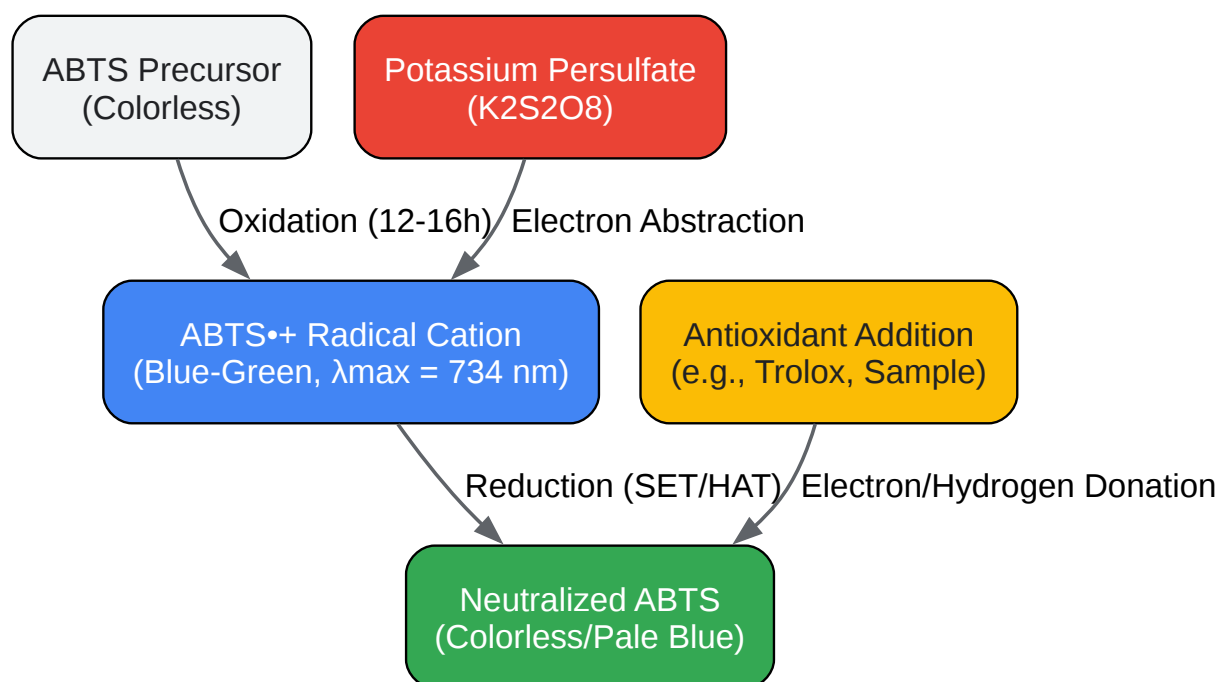 ABTS Precursor
(Colorless)
Potassium Persulfate
(K2S2O8)
Oxidation (12-16h)
Electron Abstraction
ABTS•+ Radical Cation
(Blue-Green, λmax = 734 nm)
Antioxidant Addition
(e.g., Trolox, Sample)
Reduction (SET/HAT)
Electron/Hydrogen Donation
Neutralized ABTS
(Colorless/Pale Blue)